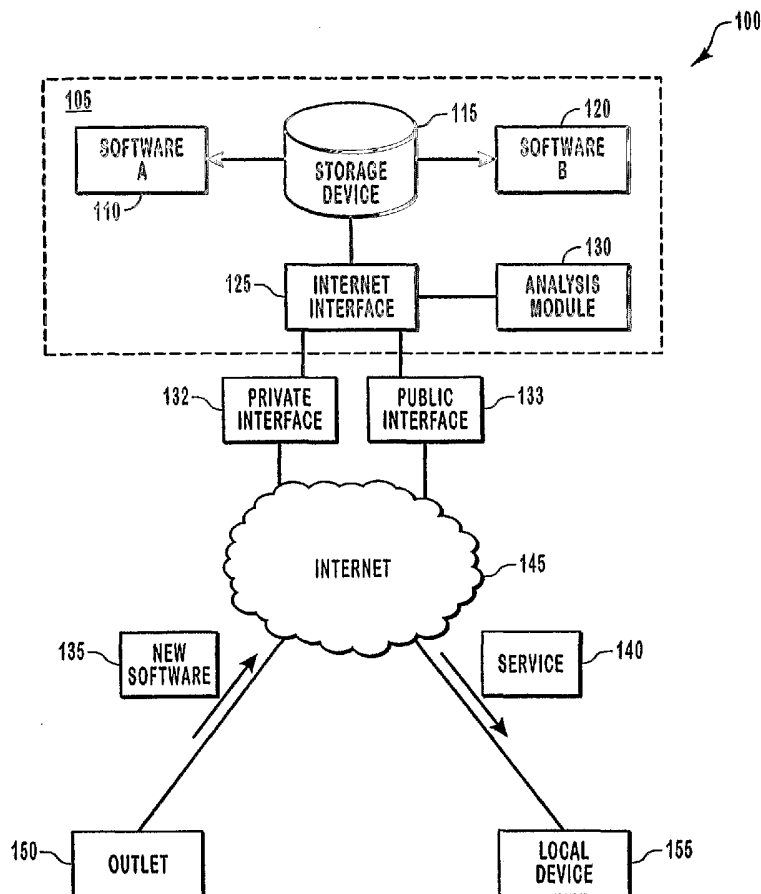 100
105
115
120
SOFTWARE
A
STORAGE
DEVICE
SOFTWARE
B
110
130
125
INTERNET
INTERFACE
ANALYSIS
MODULE
132
PRIVATE
INTERFACE
PUBLIC
INTERFACE
133
INTERNET
145
135
NEW
SOFTWARE
SERVICE
140
150
OUTLET
LOCAL
DEVICE
155